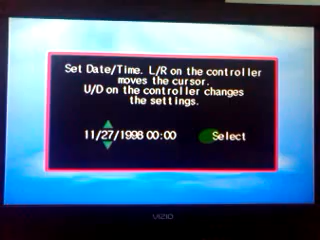 Set Date/Time. L/R on the controller
moves the cursor.
U/D on the controller changes
the settings.
11/27/1998 00:00 Select
VIZIO